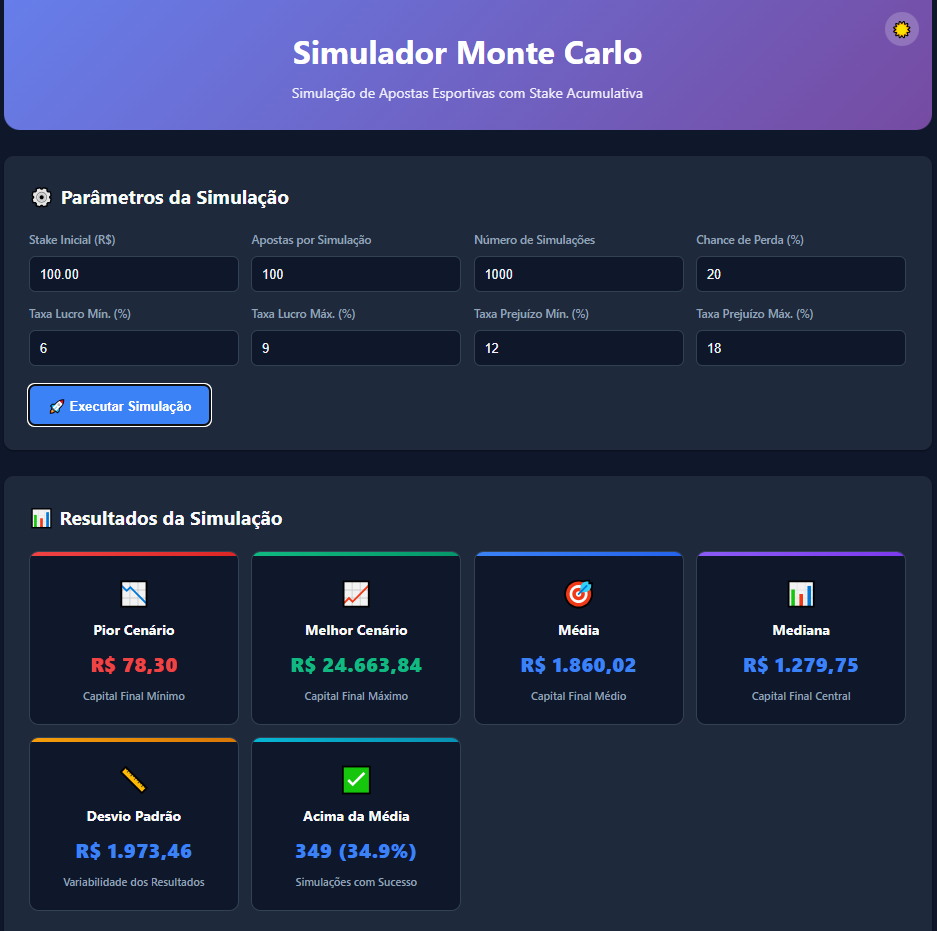 Simulador Monte Carlo
Simulação de Apostas Esportivas com Stake Acumulativa
Parâmetros da Simulação
Stake Inicial (R$)
Apostas por Simulação
Número de Simulações
Chance de Perda (%)
100.00
100
1000
20
Taxa Lucro Mín. (%)
Taxa Lucro Máx. (%)
Taxa Prejuízo Mín. (%)
Taxa Prejuízo Máx. (%)
6
9
12
18
Executar Simulação
Resultados da Simulação
Pior Cenário
R$ 78,30
Capital Final Mínimo
Melhor Cenário
R$ 24.663,84
Capital Final Máximo
Média
R$ 1.860,02
Capital Final Médio
Mediana
R$ 1.279,75
Capital Final Central
Desvio Padrão
R$ 1.973,46
Variabilidade dos Resultados
Acima da Média
349 (34.9%)
Simulações com Sucesso